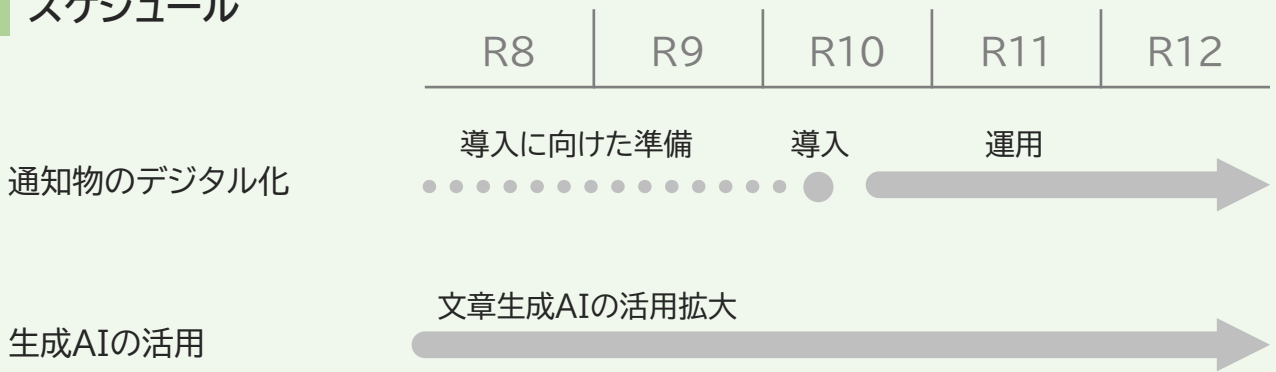 スケジュール
R8 R9 R10 R11 R12
導入に向けた準備 導入 運用
通知物のデジタル化
文章生成AIの活用拡大
生成AIの活用